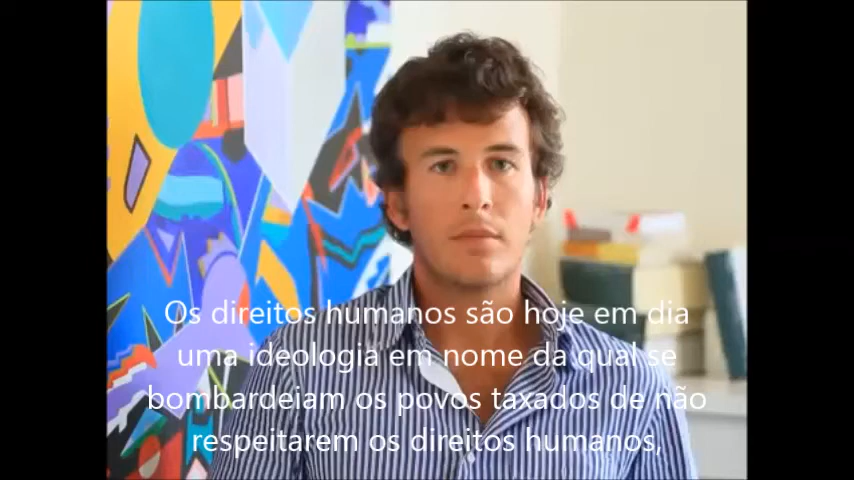 Os direitos humanos são hoje em dia
uma ideologia em nome da qual se
bombardeiam os povos taxados de não
respeitarem os direitos humanos,